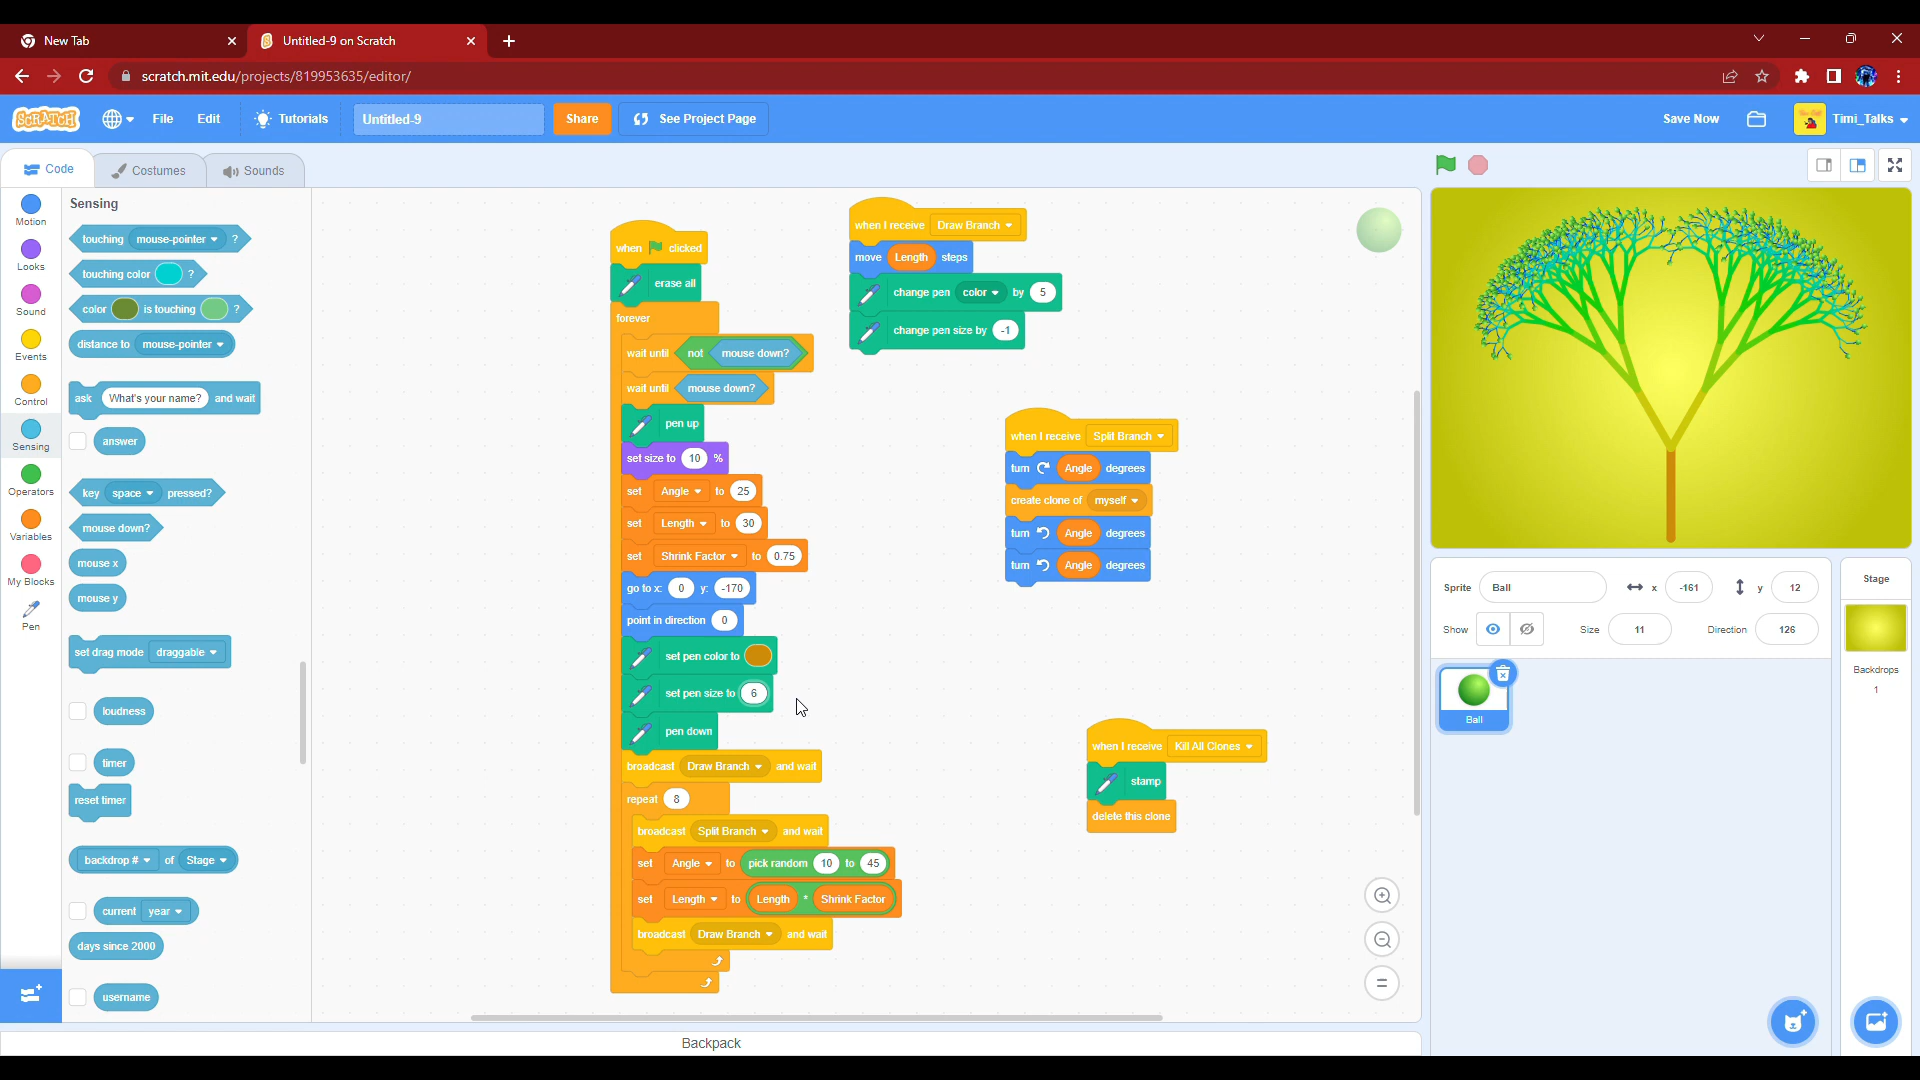 New Tab
Untitled-9 on Scratch
scratch.mit.edu/projects/819953635/editor/
SCRATCH File Edit Tutorials Untitled-9 Share See Project Page Save Now Timi_Talks
Code Costumes Sounds
Motion
Looks
Sound
Events
Control
Sensing
Operators
Variables
My Blocks
Pen
Sensing
touching mouse-pointer ?
touching color ?
color is touching ?
distance to mouse-pointer
ask What's your name? and wait
answer
key space pressed?
mouse down?
mouse x
mouse y
set drag mode draggable
loudness
timer
reset timer
backdrop # of Stage
current year
days since 2000
username
when clicked
erase all
forever
wait until not mouse down?
wait until mouse down?
pen up
set size to 10 %
set Angle to 25
set Length to 30
set Shrink Factor to 0.75
go to x: 0 y: -170
point in direction 0
set pen color to
set pen size to 6
pen down
broadcast Draw Branch and wait
repeat 8
broadcast Split Branch and wait
set Angle to pick random 10 to 45
set Length to Length * Shrink Factor
broadcast Draw Branch and wait
when I receive Draw Branch
move Length steps
change pen color by 5
change pen size by -1
when I receive Split Branch
turn Angle degrees
create clone of myself
turn Angle degrees
turn Angle degrees
when I receive Kill All Clones
stamp
delete this clone
Sprite Ball x -161 y 12
Show Size 11 Direction 126
Ball
Stage
Backdrops
1
Backpack